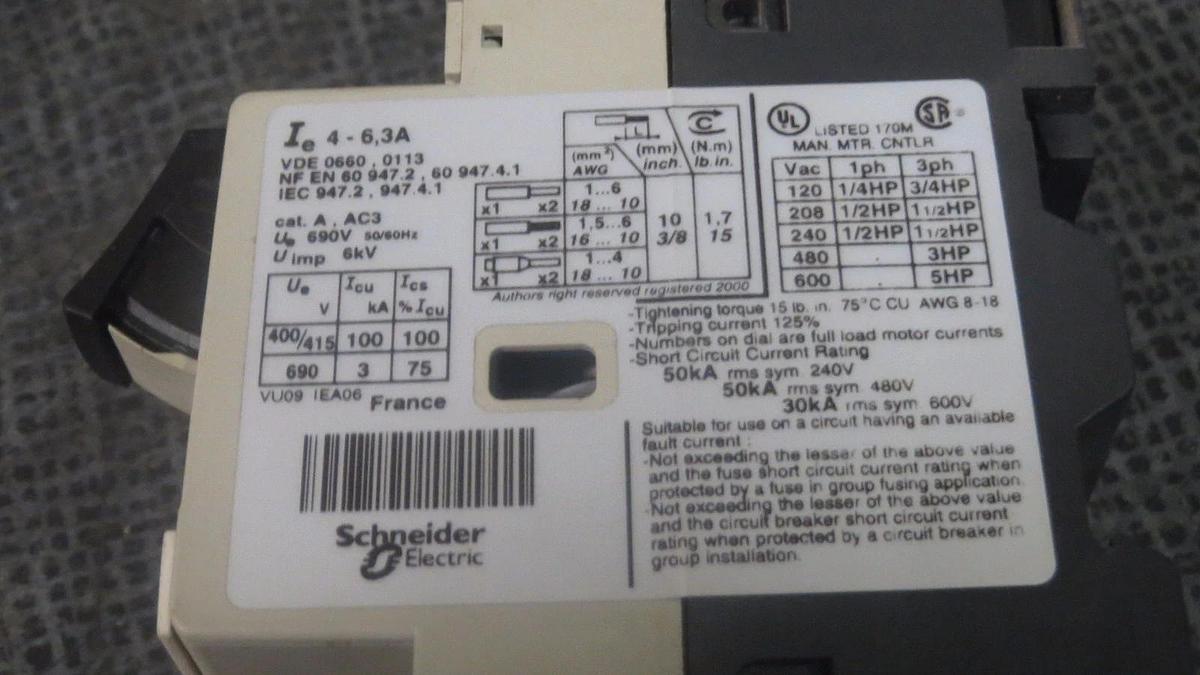 Ie 4 - 6,3A
VDE 0660 , 0113
NF EN 60 947.2 , 60 947.4.1
IEC 947.2 , 947.4.1
cat. A , AC3
Ue 690V 50/60Hz
U imp 6kV
Ue V Icu kA Ics % Icu
400/415 100 100
690 3 75
VU09 IEA06
France
Schneider
Electric
L C
(mm²) AWG (mm) inch. (N.m) lb.in.
x1 x2 1...6
18 ... 10
x1 x2 1,5...6
16 ... 10
x1 x2 1...4
18 ... 10
10 1,7
3/8 15
Authors right reserved registered 2000
UL LISTED 170M SA
MAN. MTR. CNTLR
Vac 1ph 3ph
120 1/4HP 3/4HP
208 1/2HP 11/2HP
240 1/2HP 11/2HP
480 3HP
600 5HP
-Tightening torque 15 lb. in. 75°C CU AWG 8-18
-Tripping current 125%
-Numbers on dial are full load motor currents
-Short Circuit Current Rating
50kA rms sym 240V
50kA rms sym 480V
30kA rms sym 600V
Suitable for use on a circuit having an available
fault current :
-Not exceeding the lesser of the above value
and the fuse short circuit current rating when
protected by a fuse in group fusing application.
-Not exceeding the lesser of the above value
and the circuit breaker short circuit current
rating when protected by a circuit breaker in
group installation.